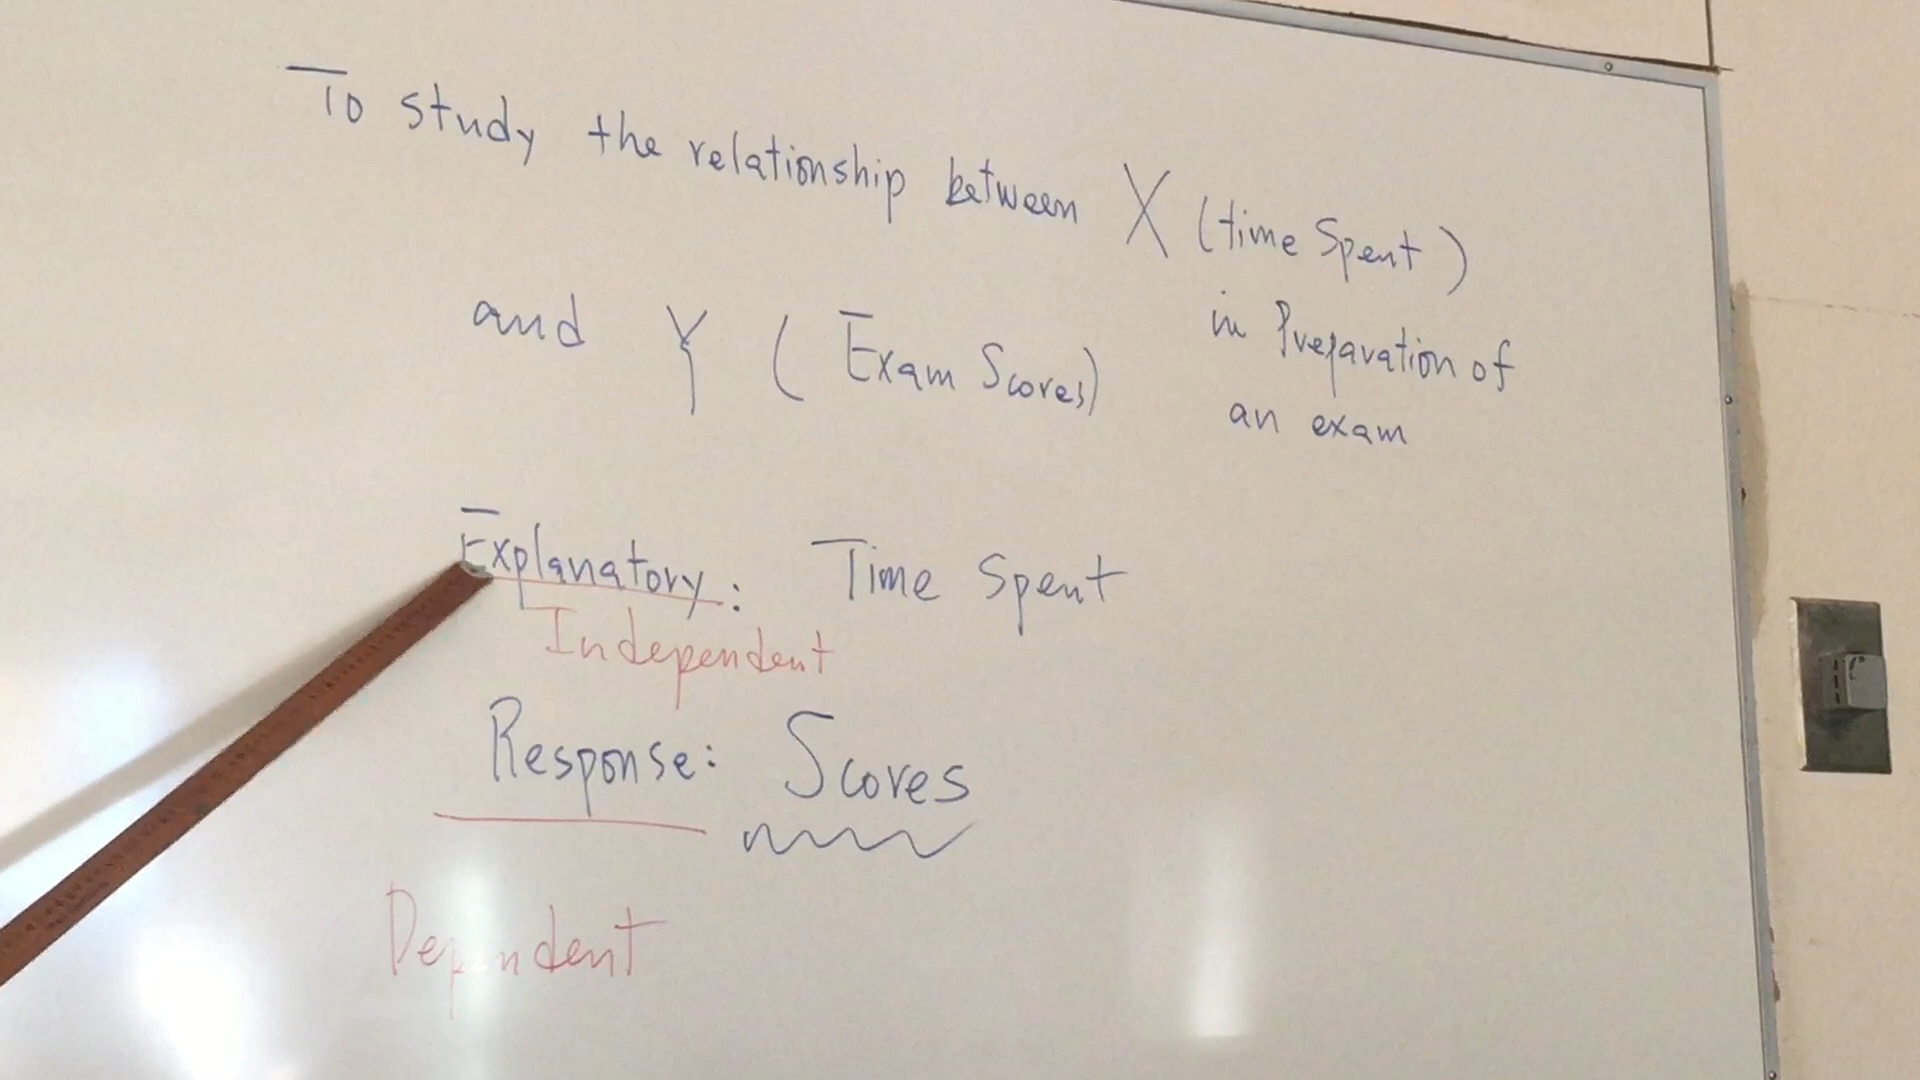 To study the relationship between X (time Spent)
in Preparation of
an exam
and Y (Exam Scores)
Explanatory: Time Spent
Independent
Response: Scores
Dependent